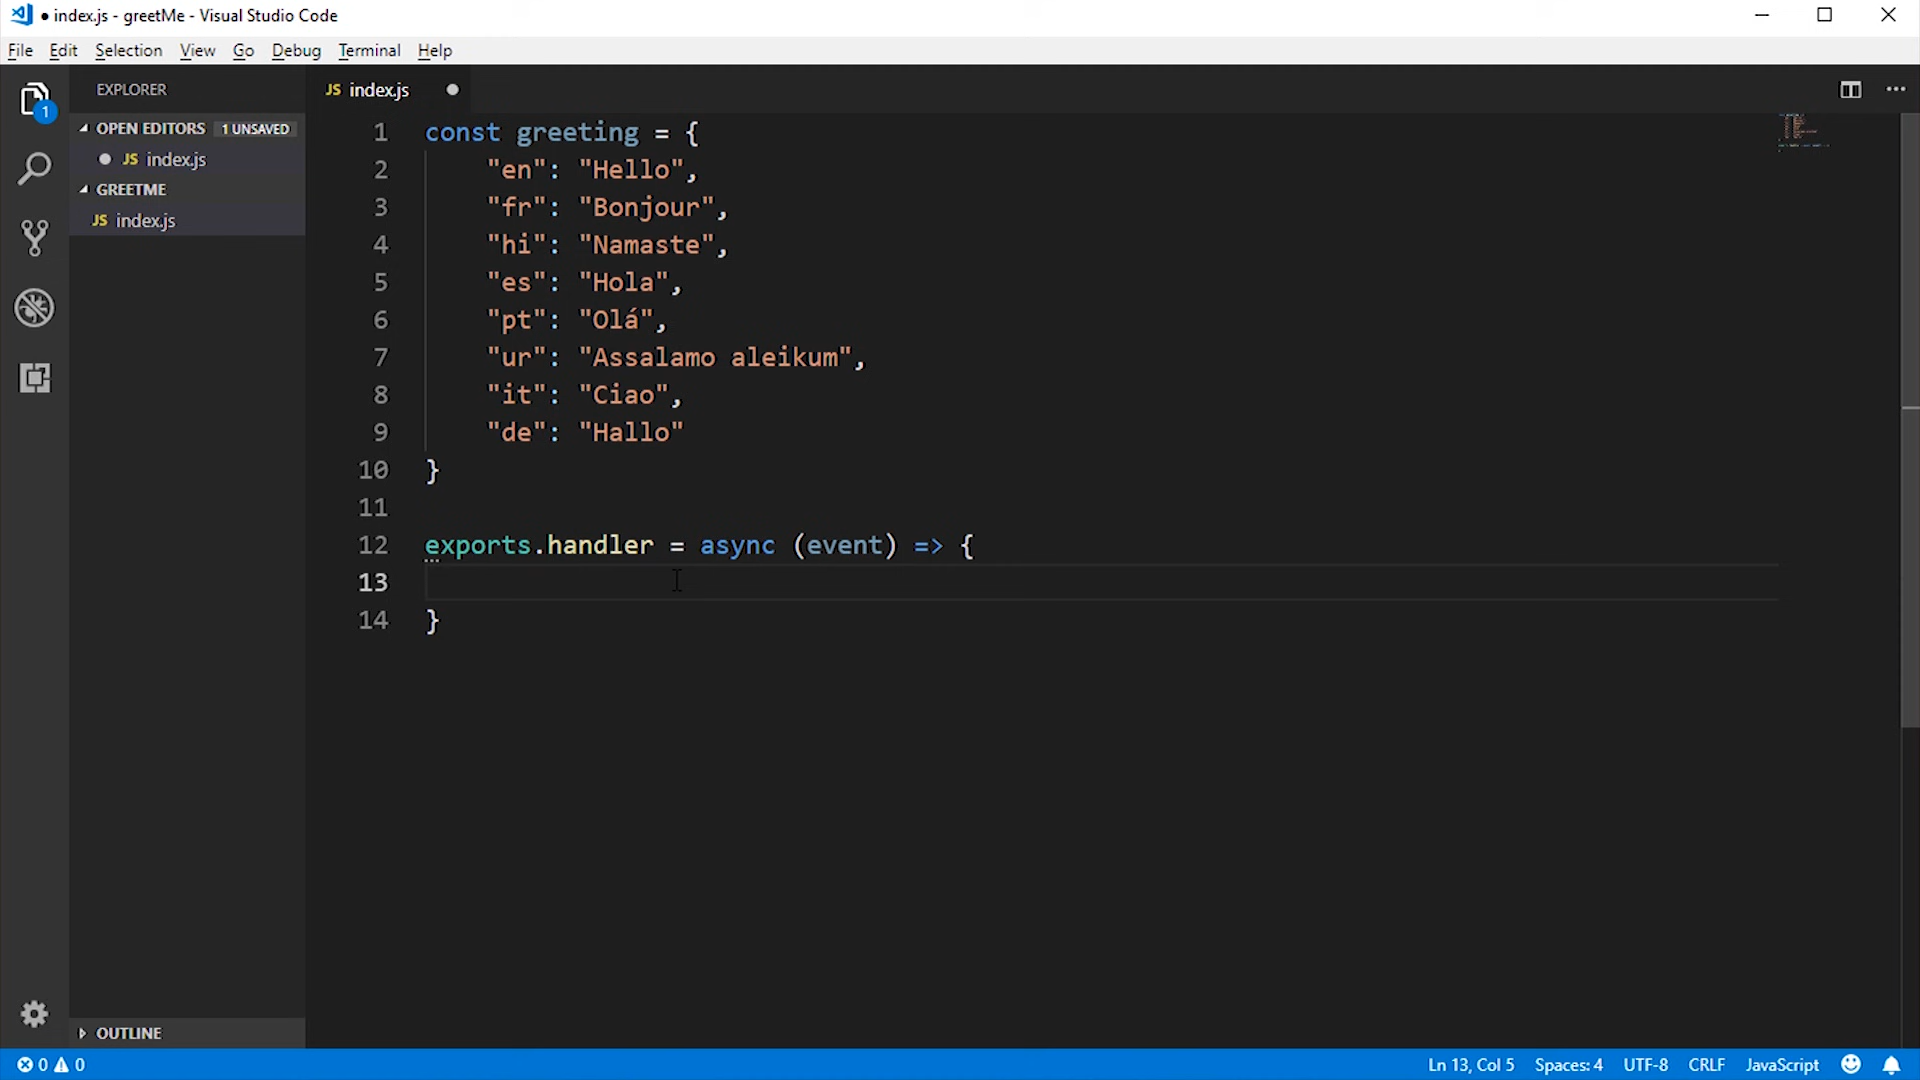 ● index.js - greetMe - Visual Studio Code
File Edit Selection View Go Debug Terminal Help
EXPLORER
OPEN EDITORS 1 UNSAVED
JS index.js
GREETME
JS index.js
OUTLINE
1
JS index.js
1 const greeting = {
2 "en": "Hello",
3 "fr": "Bonjour",
4 "hi": "Namaste",
5 "es": "Hola",
6 "pt": "Olá",
7 "ur": "Assalamo aleikum",
8 "it": "Ciao",
9 "de": "Hallo"
10 }
11
12 exports.handler = async (event) => {
13
14 }
0 0
Ln 13, Col 5 Spaces: 4 UTF-8 CRLF JavaScript